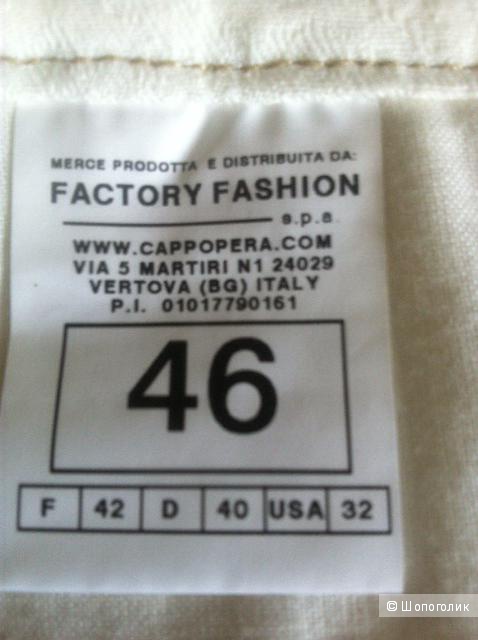 MERCE PRODOTTA E DISTRIBUITA DA:
FACTORY FASHION
s.p.a.
WWW.CAPPOPERA.COM
VIA 5 MARTIRI N1 24029
VERTOVA (BG) ITALY
P.I. 01017790161
46
F 42 D 40 USA 32
© Шопоголик